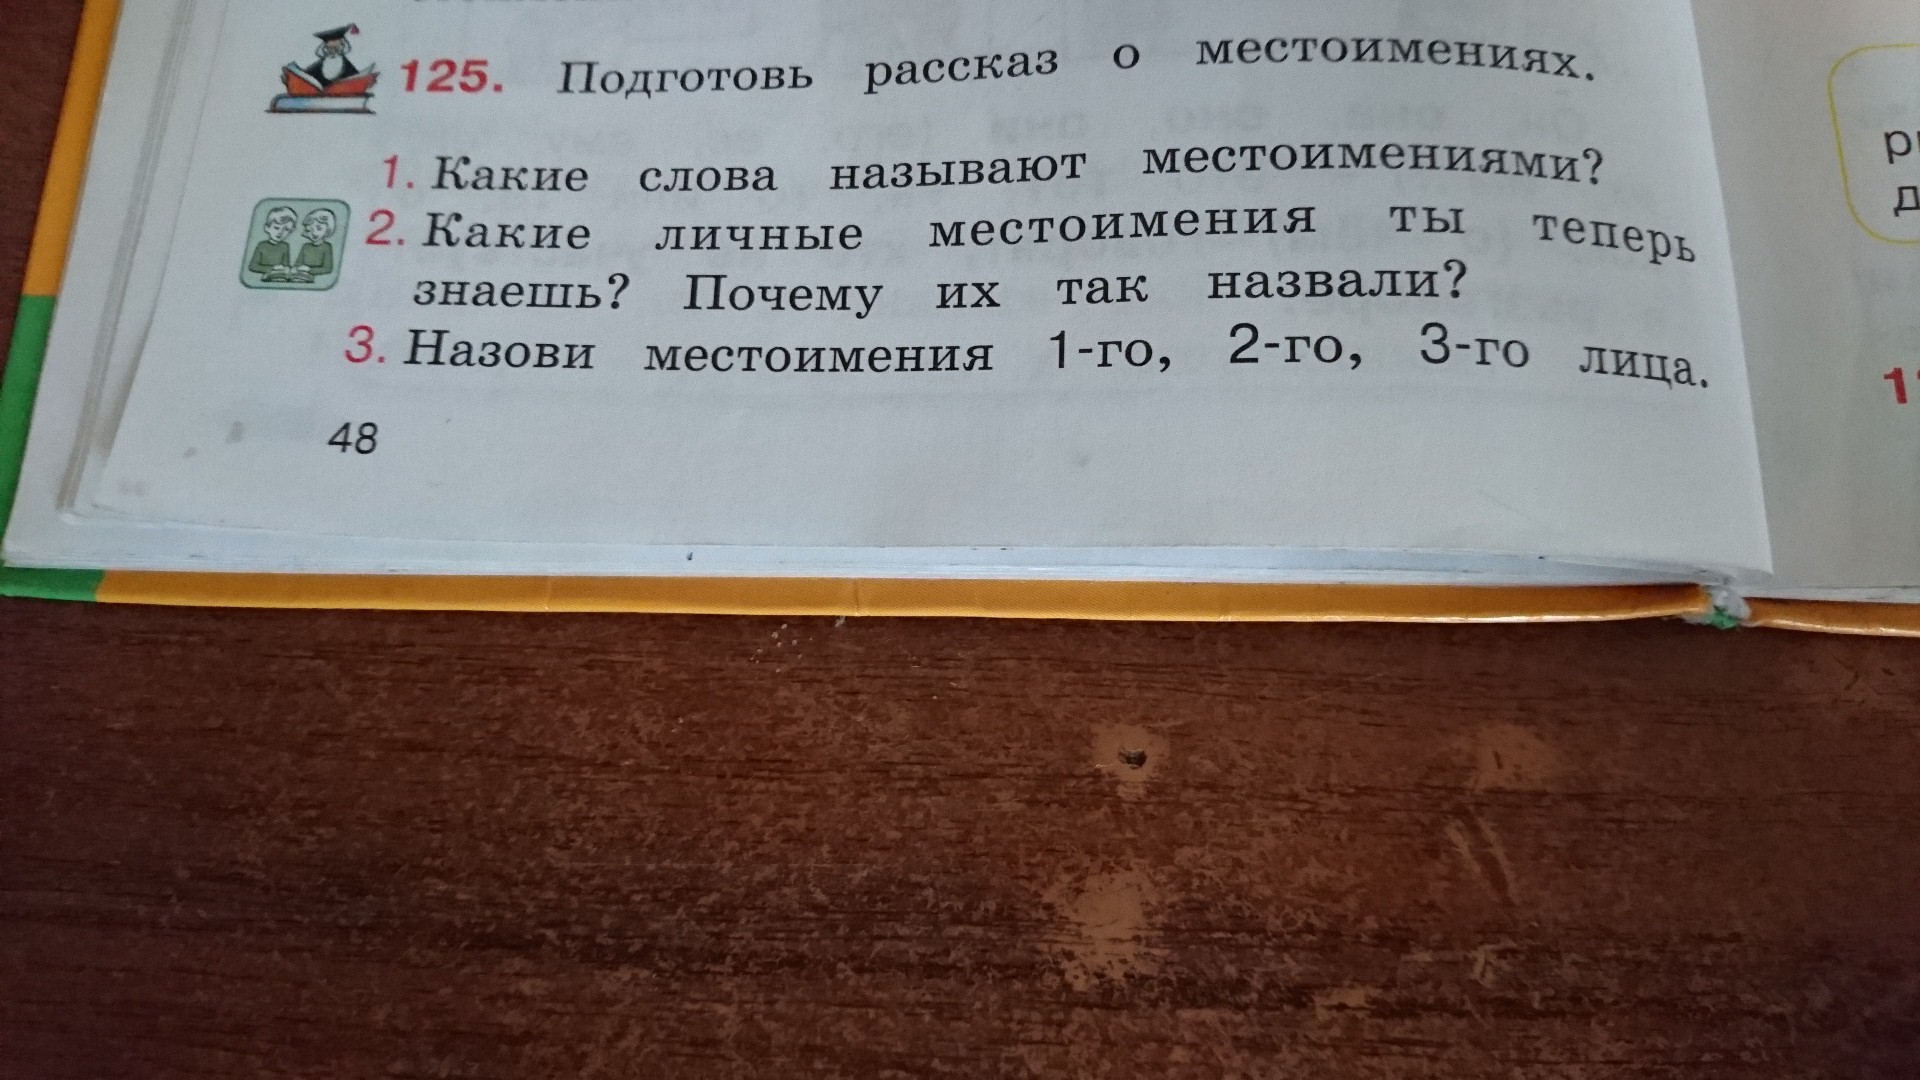 125. Подготовь рассказ о местоимениях.
1. Какие слова называют местоимениями?
2. Какие личные местоимения ты теперь
знаешь? Почему их так назвали?
3. Назови местоимения 1-го, 2-го, 3-го лица.
48